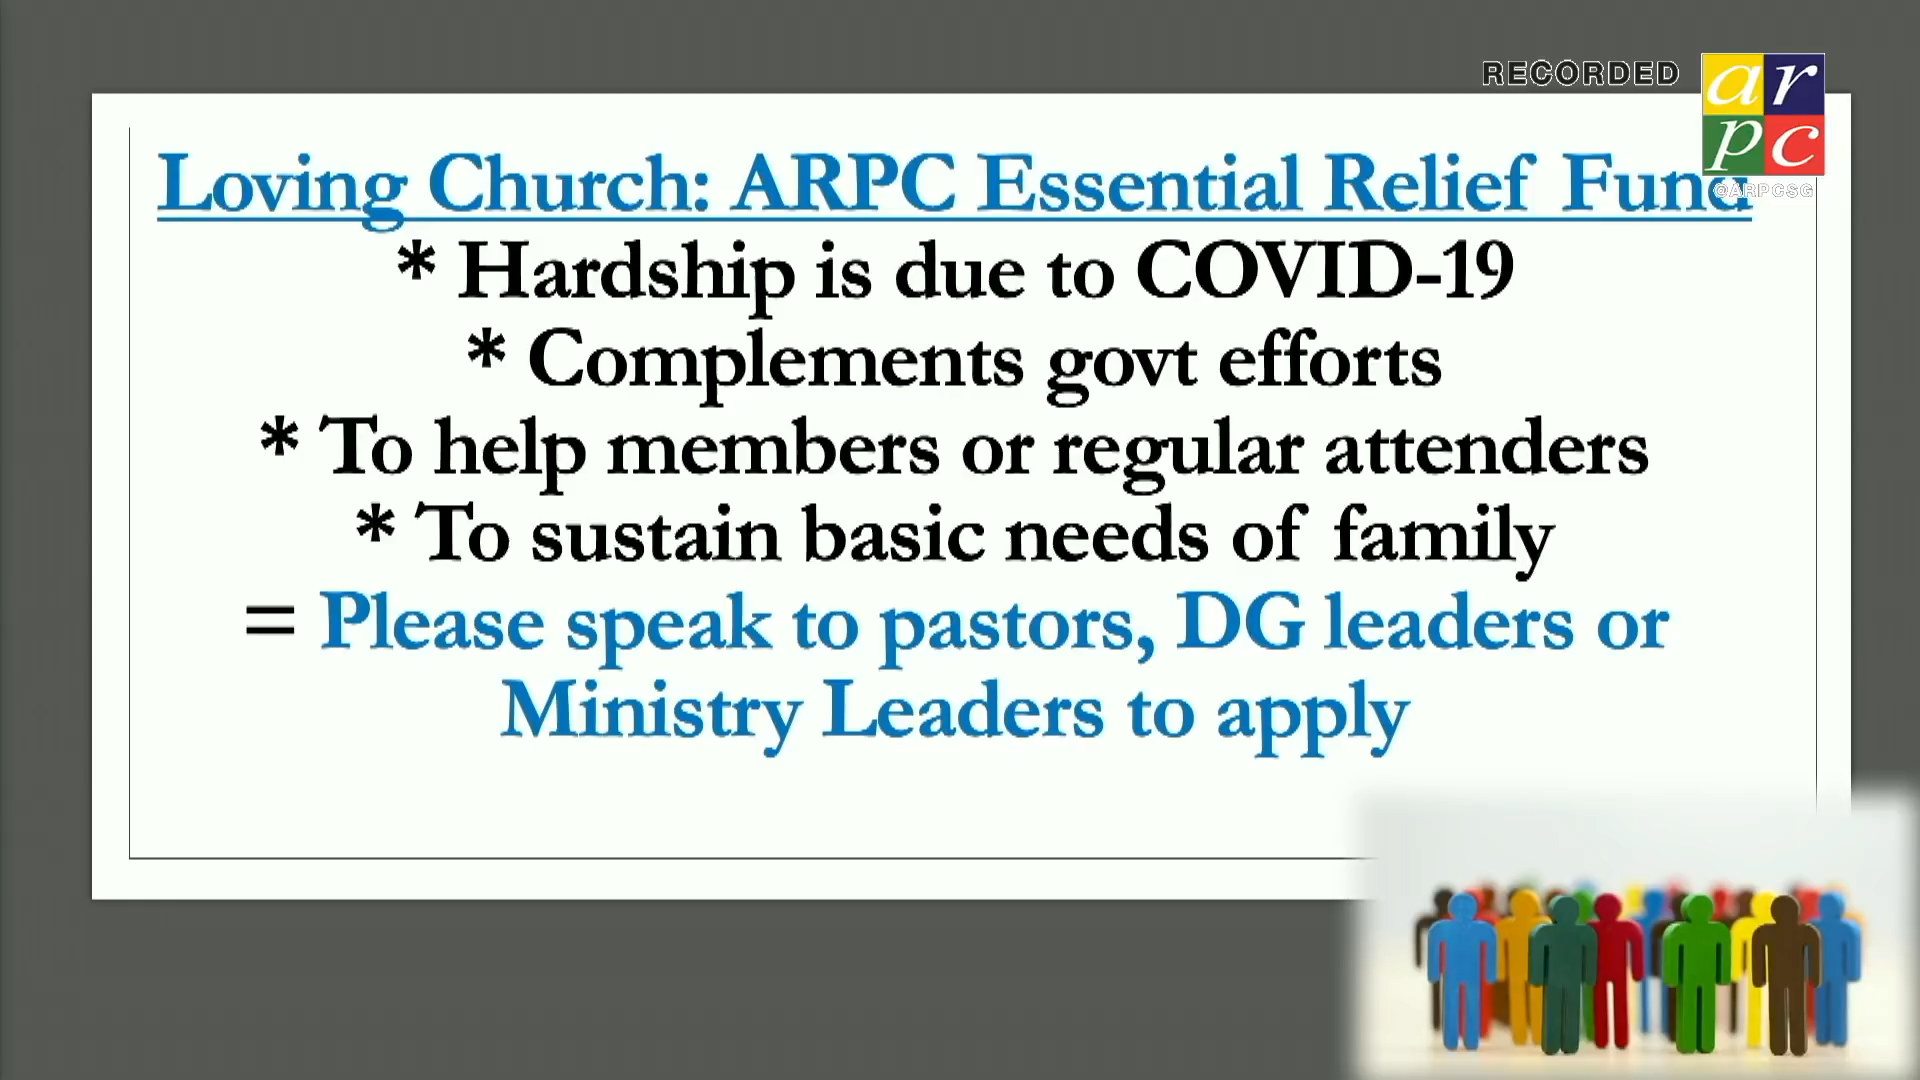 RECORDED
ar
pc
@ARPCSG
Loving Church: ARPC Essential Relief Fund
* Hardship is due to COVID-19
* Complements govt efforts
* To help members or regular attenders
* To sustain basic needs of family
= Please speak to pastors, DG leaders or
Ministry Leaders to apply